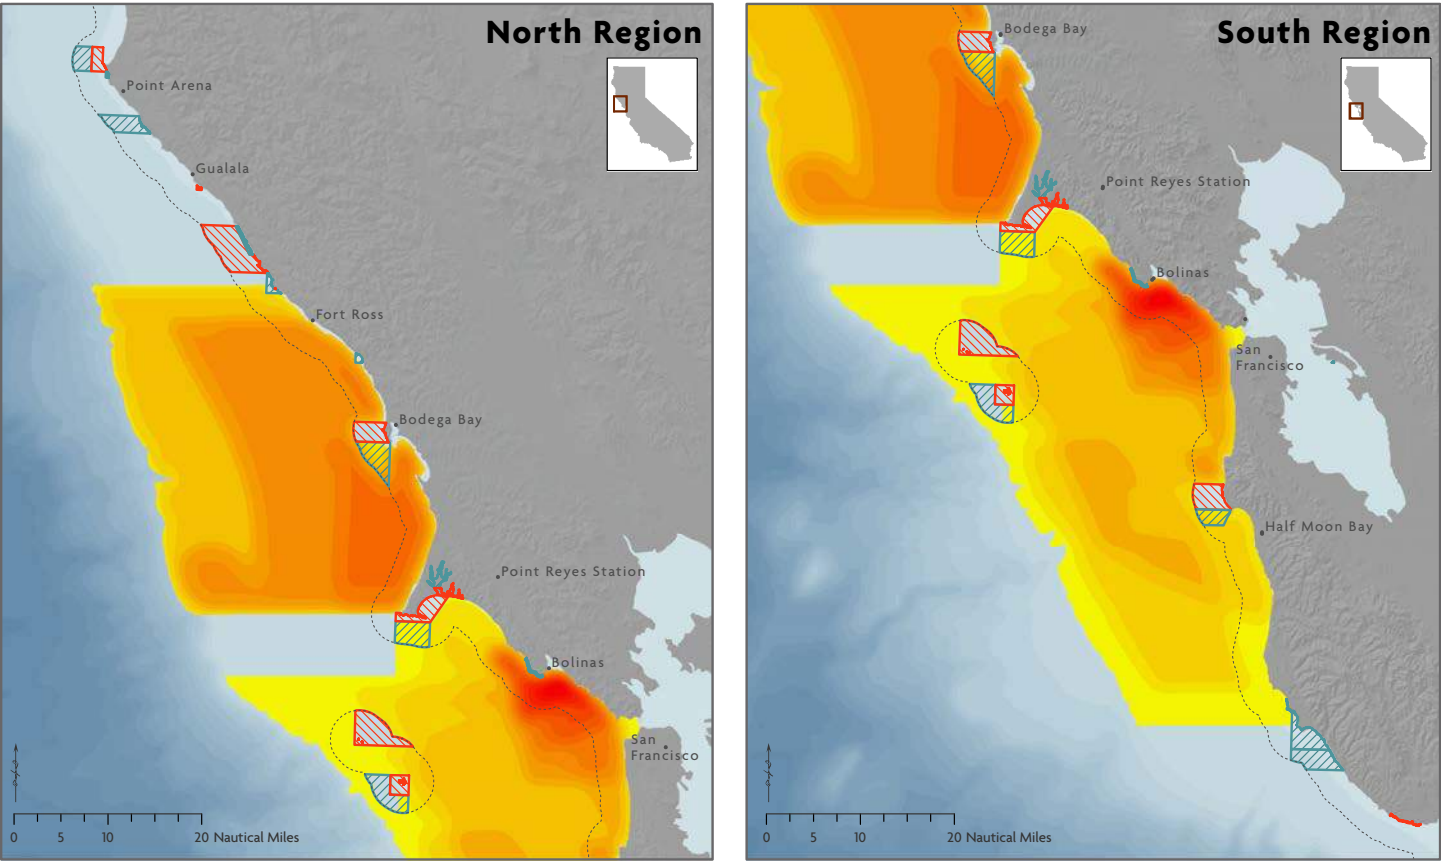 North Region
Point Arena
Gualala
Fort Ross
Bodega Bay
Point Reyes Station
Bolinas
San
Francisco
0 5 10 20 Nautical Miles
South Region
Bodega Bay
Point Reyes Station
Bolinas
San
Francisco
Half Moon Bay
0 5 10 20 Nautical Miles